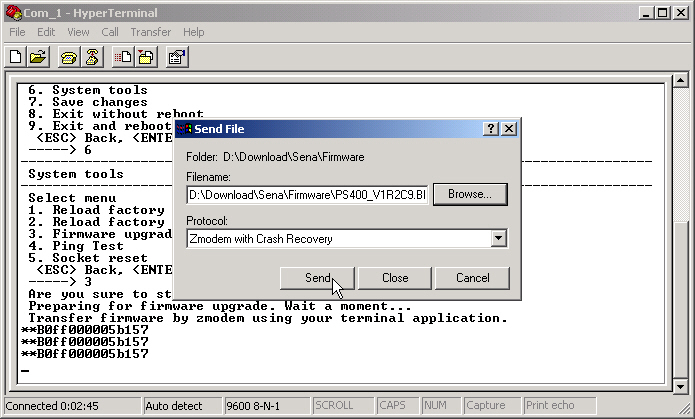 Com_1 - HyperTerminal
File Edit View Call Transfer Help
6. System tools
7. Save changes
8. Exit without reboot
9. Exit and reboot
<ESC> Back, <ENTE
-----> 6
System tools
Select menu
1. Reload factory
2. Reload factory
3. Firmware upgrad
4. Ping Test
5. Socket reset
<ESC> Back, <ENTE
-----> 3
Are you sure to st
Preparing for firmware upgrade. Wait a moment...
Transfer firmware by zmodem using your terminal application.
**B0ff000005b157
**B0ff000005b157
**B0ff000005b157
_
Send File
Folder: D:\Download\Sena\Firmware
Filename:
D:\Download\Sena\Firmware\PS400_V1R2C9.BI
Browse...
Protocol:
Zmodem with Crash Recovery
Send Close Cancel
Connected 0:02:45 Auto detect 9600 8-N-1 SCROLL CAPS NUM Capture Print echo